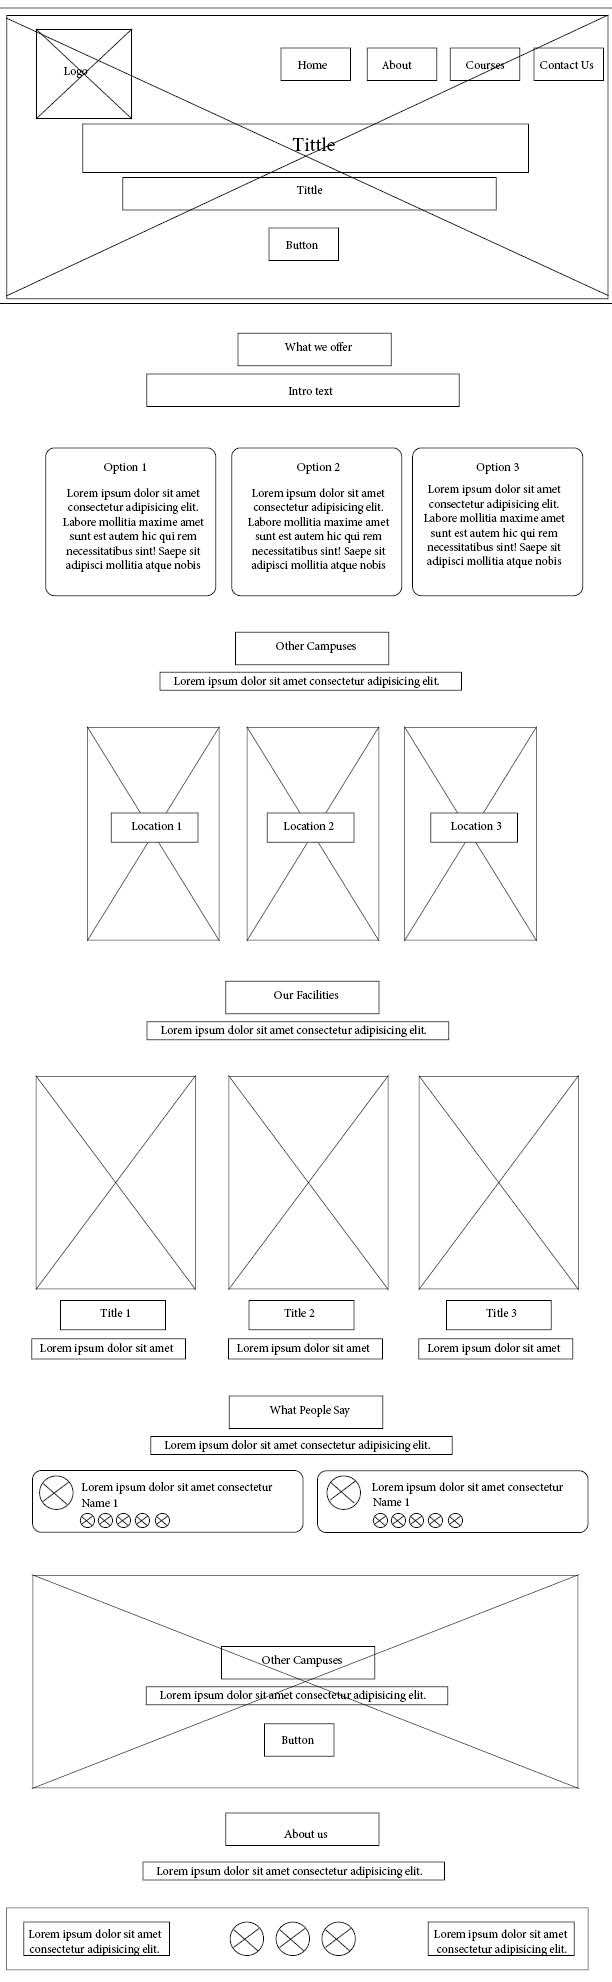 Logo
Home
About
Courses
Contact Us
Tittle
Tittle
Button
What we offer
Intro text
Option 1
Lorem ipsum dolor sit amet
consectetur adipisicing elit.
Labore mollitia maxime amet
sunt est autem hic qui rem
necessitatibus sint! Saepe sit
adipisci mollitia atque nobis
Option 2
Lorem ipsum dolor sit amet
consectetur adipisicing elit.
Labore mollitia maxime amet
sunt est autem hic qui rem
necessitatibus sint! Saepe sit
adipisci mollitia atque nobis
Option 3
Lorem ipsum dolor sit amet
consectetur adipisicing elit.
Labore mollitia maxime amet
sunt est autem hic qui rem
necessitatibus sint! Saepe sit
adipisci mollitia atque nobis
Other Campuses
Lorem ipsum dolor sit amet consectetur adipisicing elit.
Location 1
Location 2
Location 3
Our Facilities
Lorem ipsum dolor sit amet consectetur adipisicing elit.
Title 1
Lorem ipsum dolor sit amet
Title 2
Lorem ipsum dolor sit amet
Title 3
Lorem ipsum dolor sit amet
What People Say
Lorem ipsum dolor sit amet consectetur adipisicing elit.
Lorem ipsum dolor sit amet consectetur
Name 1
Lorem ipsum dolor sit amet consectetur
Name 1
Other Campuses
Lorem ipsum dolor sit amet consectetur adipisicing elit.
Button
About us
Lorem ipsum dolor sit amet consectetur adipisicing elit.
Lorem ipsum dolor sit amet
consectetur adipisicing elit.
Lorem ipsum dolor sit amet
consectetur adipisicing elit.